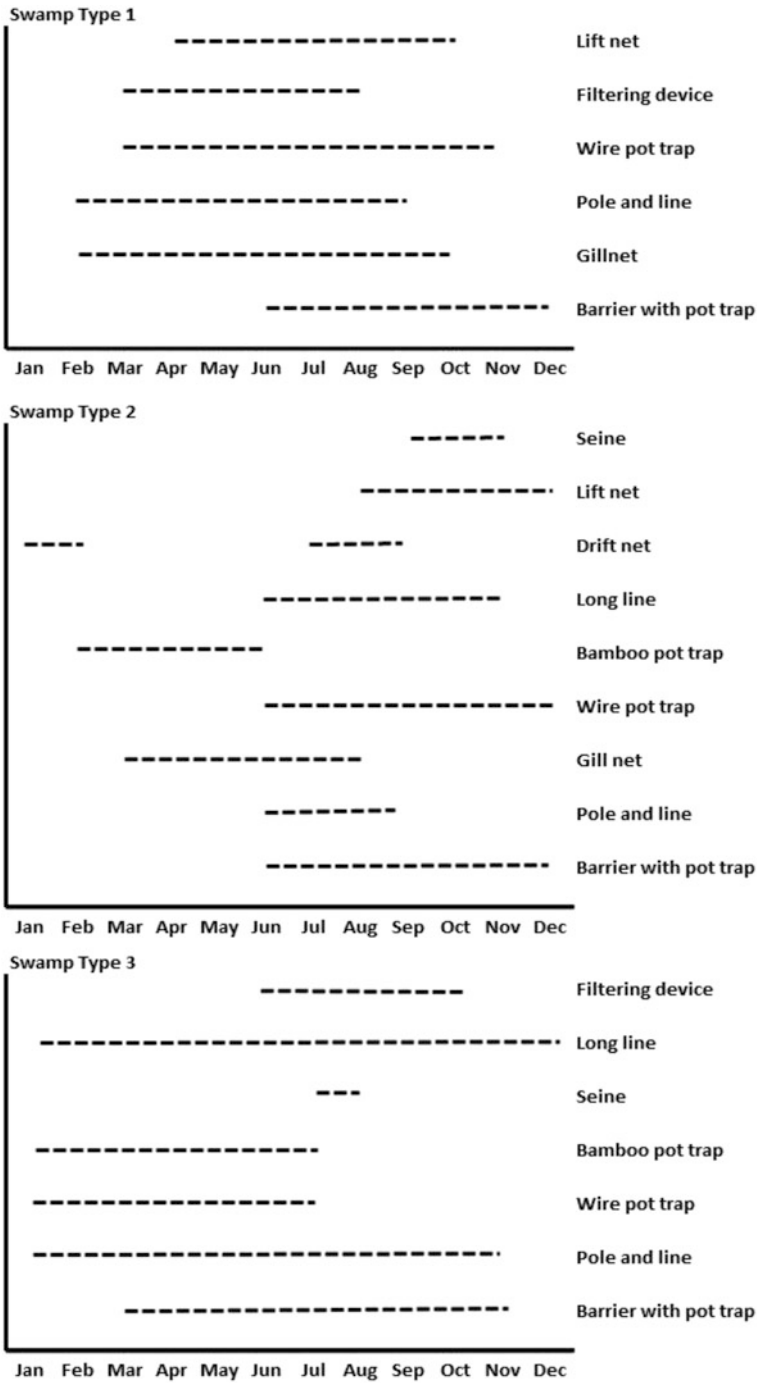 Swamp Type 1
Lift net
Filtering device
Wire pot trap
Pole and line
Gillnet
Barrier with pot trap
Jan Feb Mar Apr May Jun Jul Aug Sep Oct Nov Dec
Swamp Type 2
Seine
Lift net
Drift net
Long line
Bamboo pot trap
Wire pot trap
Gill net
Pole and line
Barrier with pot trap
Jan Feb Mar Apr May Jun Jul Aug Sep Oct Nov Dec
Swamp Type 3
Filtering device
Long line
Seine
Bamboo pot trap
Wire pot trap
Pole and line
Barrier with pot trap
Jan Feb Mar Apr May Jun Jul Aug Sep Oct Nov Dec